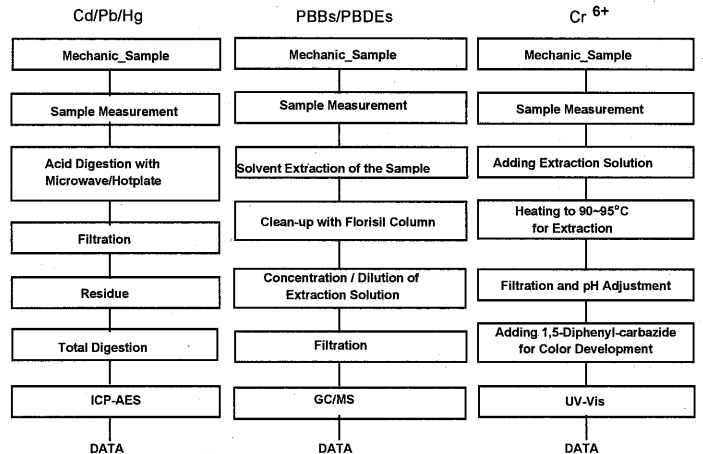 Cd/Pb/Hg
Mechanic_Sample
Sample Measurement
Acid Digestion with
Microwave/Hotplate
Filtration
Residue
Total Digestion
ICP-AES
DATA
PBBs/PBDEs
Mechanic_Sample
Sample Measurement
Solvent Extraction of the Sample
Clean-up with Florisil Column
Concentration / Dilution of
Extraction Solution
Filtration
GC/MS
DATA
Cr 6+
Mechanic_Sample
Sample Measurement
Adding Extraction Solution
Heating to 90~95°C
for Extraction
Filtration and pH Adjustment
Adding 1,5-Diphenyl-carbazide
for Color Development
UV-Vis
DATA